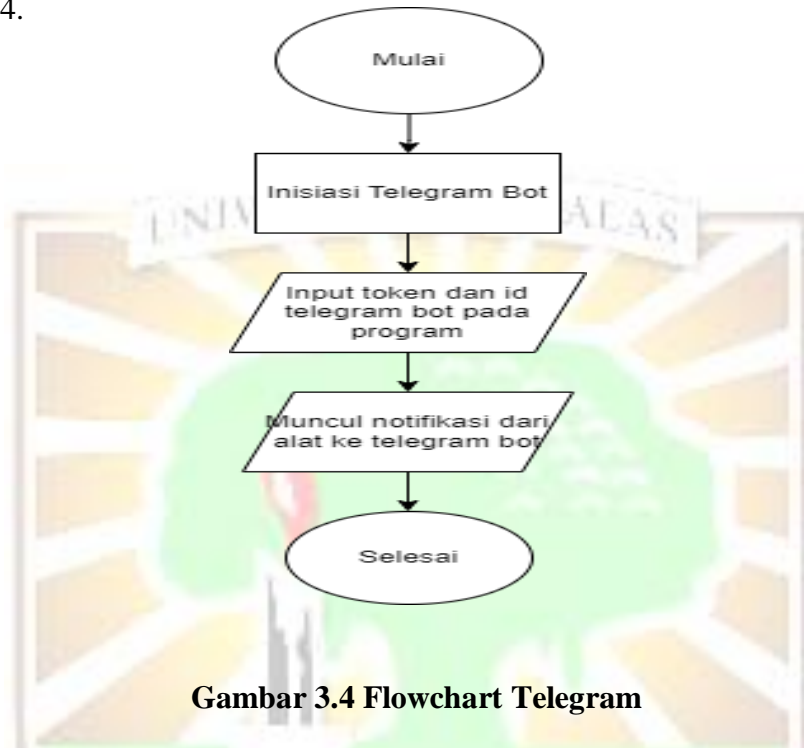 4.
Mulai
Inisiasi Telegram Bot
Input token dan id
telegram bot pada
program
Muncul notifikasi dari
alat ke telegram bot
Selesai
Gambar 3.4 Flowchart Telegram